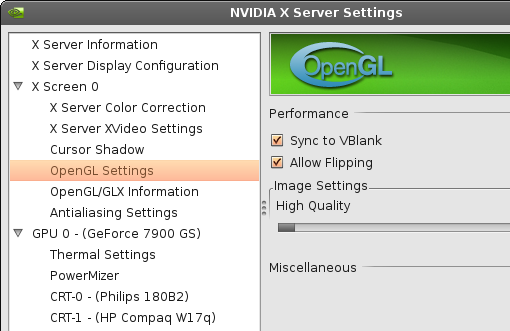 NVIDIA X Server Settings
X Server Information
X Server Display Configuration
X Screen 0
X Server Color Correction
X Server XVideo Settings
Cursor Shadow
OpenGL Settings
OpenGL/GLX Information
Antialiasing Settings
GPU 0 - (GeForce 7900 GS)
Thermal Settings
PowerMizer
CRT-0 - (Philips 180B2)
CRT-1 - (HP Compaq W17q)
OpenGL
Performance
Sync to VBlank
Allow Flipping
Image Settings
High Quality
Miscellaneous